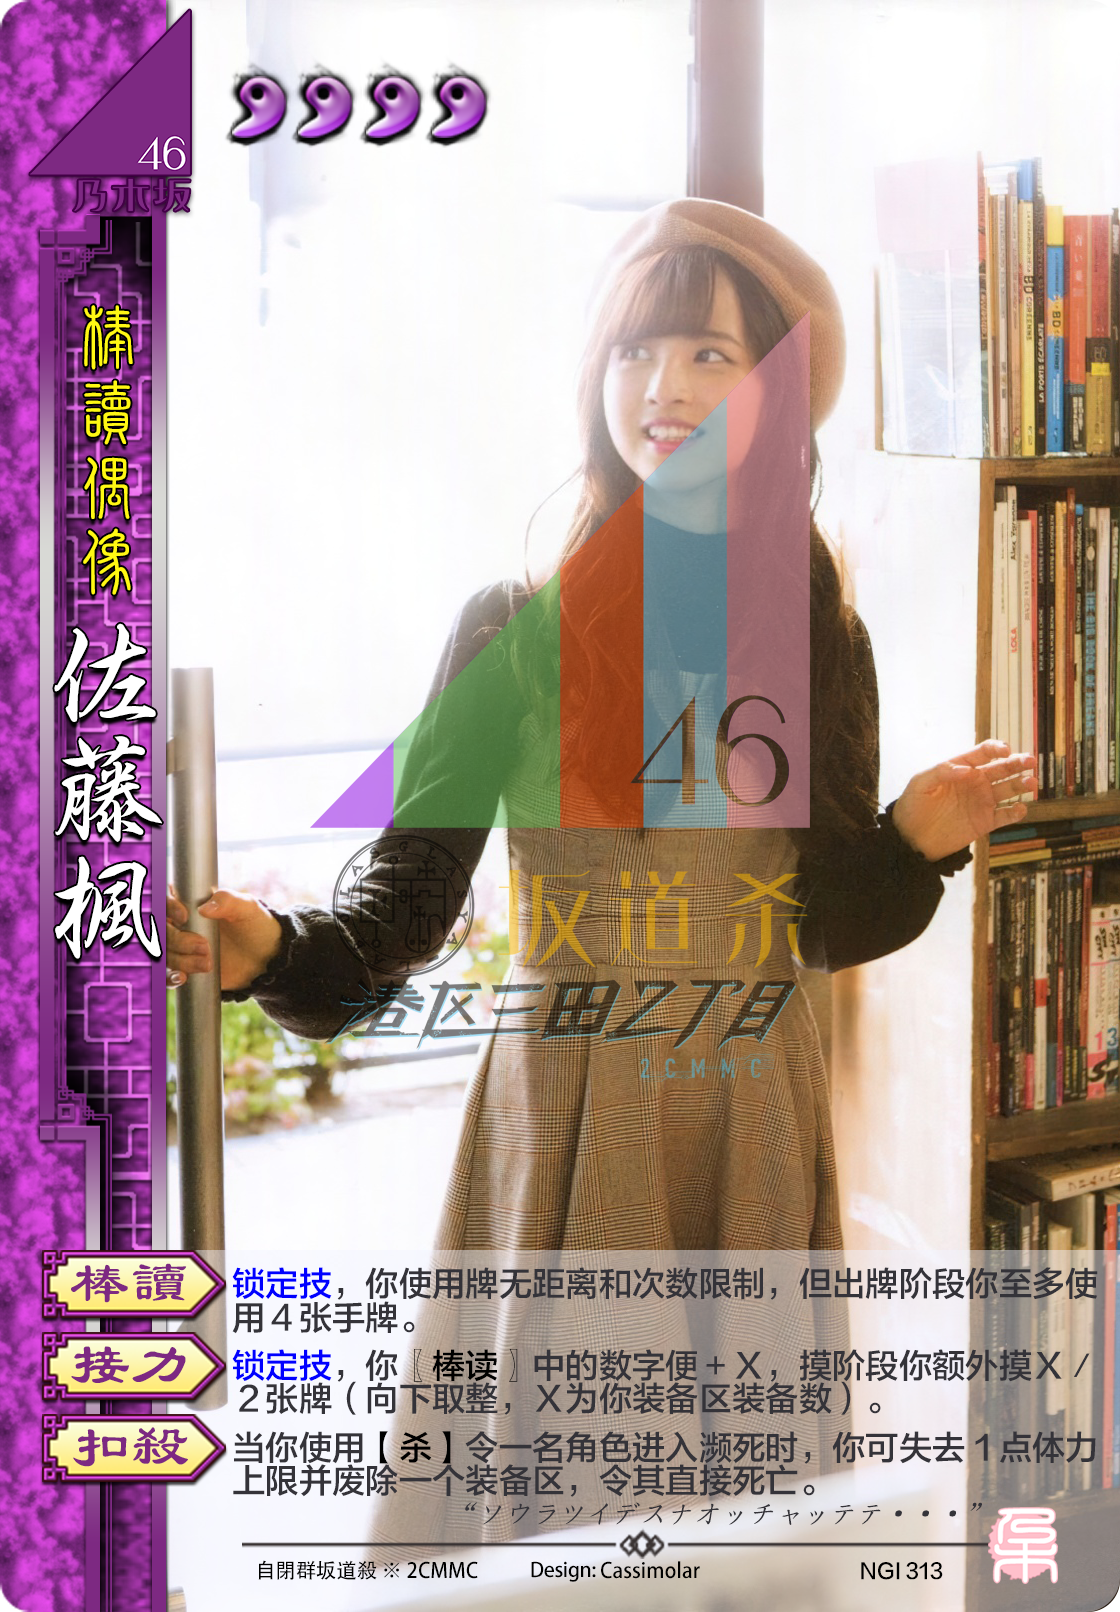 46
乃木坂
棒讀偶像
佐藤楓
46
坂道杀
港区三田2丁目
2CMMC
棒讀
锁定技，你使用牌无距离和次数限制，但出牌阶段你至多使
用４张手牌。
接力
锁定技，你〖棒读〗中的数字便＋Ｘ，摸阶段你额外摸Ｘ／
２张牌（向下取整，Ｘ为你装备区装备数）。
扣殺
当你使用【杀】令一名角色进入濒死时，你可失去１点体力
上限并废除一个装备区，令其直接死亡。
“ソウラツイデスナオッチャッテテ・・・”
自閉群坂道殺 ※ 2CMMC
Design: Cassimolar
NGI 313